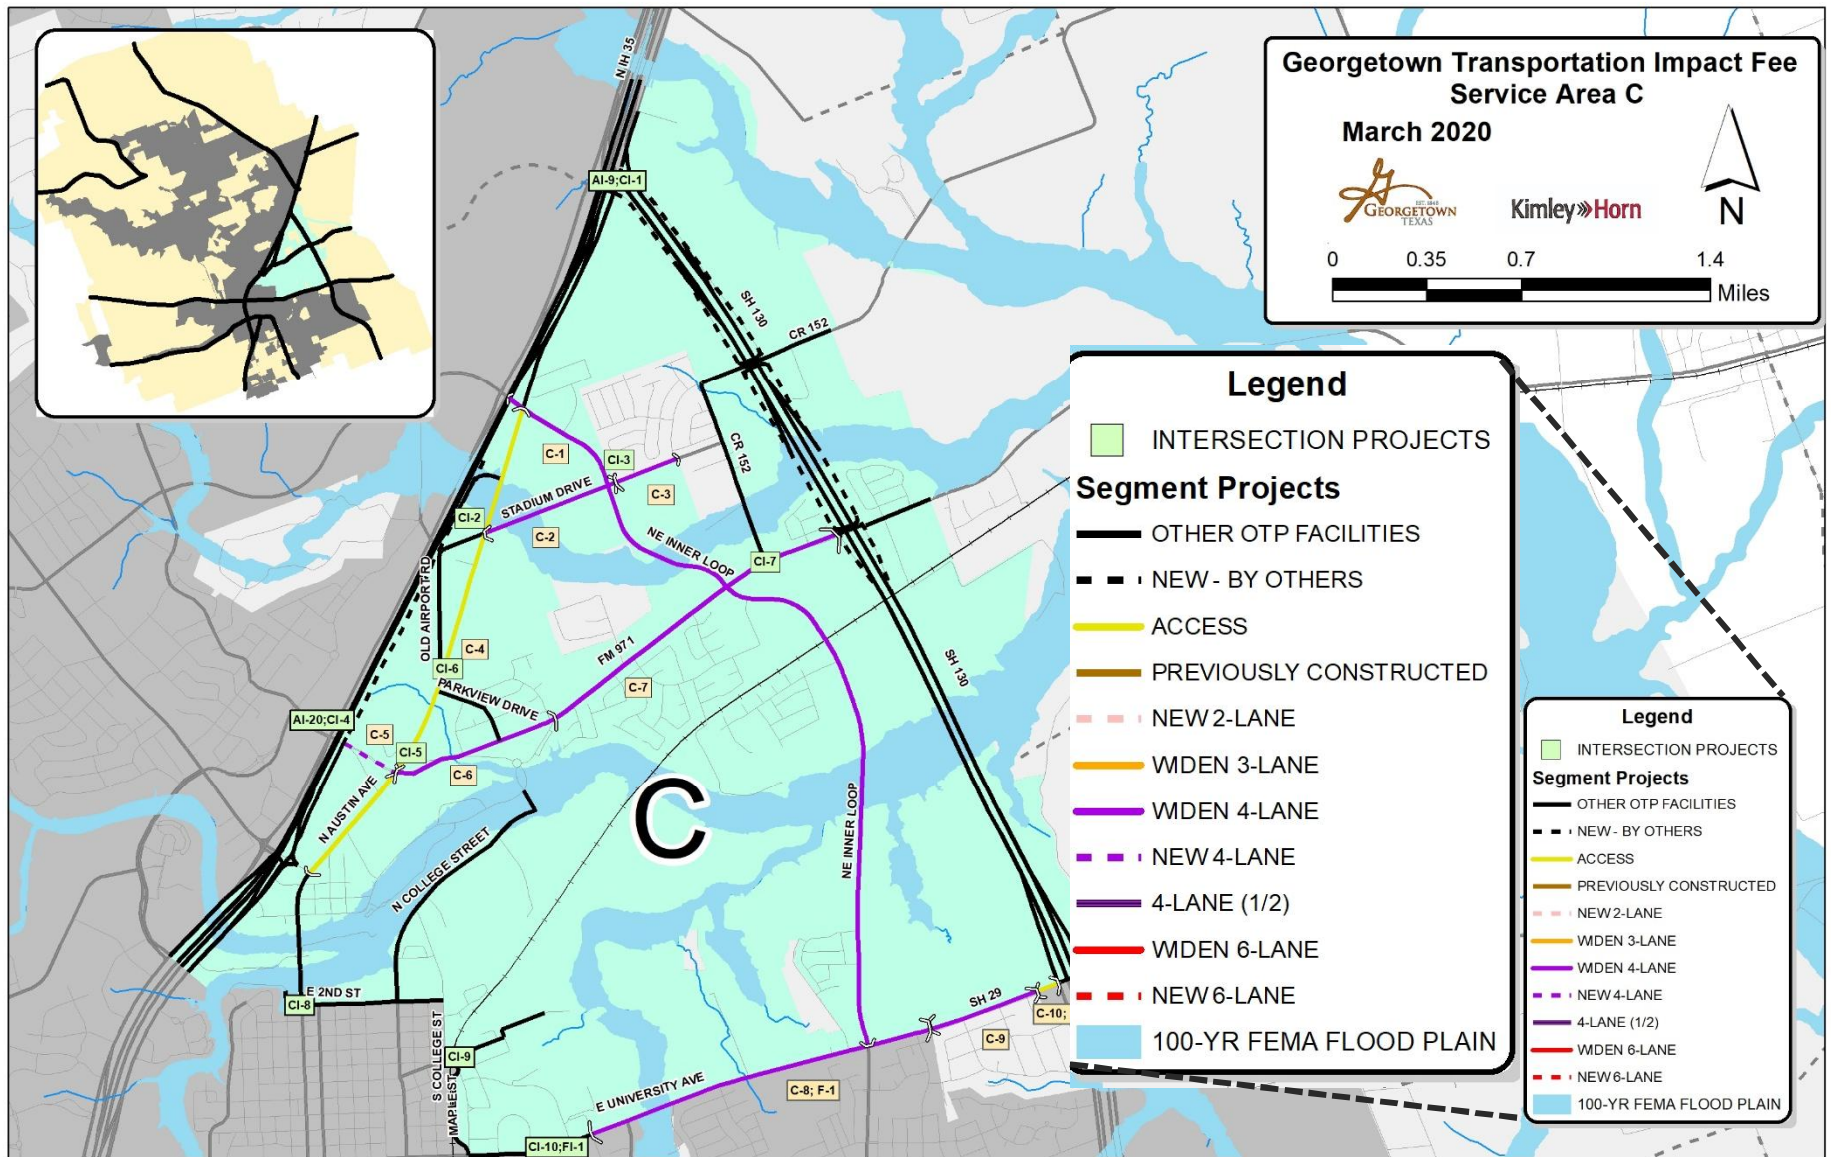 Georgetown Transportation Impact Fee
Service Area C
March 2020
GEORGETOWN
TEXAS
Kimley»Horn
N
0 0.35 0.7 1.4
Miles
N IH 35
AI-9;CI-1
SH 130
CR 152
C-1
CI-3
CR 152
STADIUM DRIVE
C-3
CI-2
C-2
NE INNER LOOP
CI-7
OLD AIRPORT RD
FM 971
C-4
CI-6
SH 130
PARKVIEW DRIVE
C-7
AI-20;CI-4
C-5
CI-5
C-6
N AUSTIN AVE
C
N COLLEGE STREET
NE INNER LOOP
E 2ND ST
CI-8
SH 29
C-10;
S COLLEGE ST
C-9
CI-9
MAPLE ST
E UNIVERSITY AVE
C-8; F-1
CI-10;FI-1
Legend
INTERSECTION PROJECTS
Segment Projects
OTHER OTP FACILITIES
NEW - BY OTHERS
ACCESS
PREVIOUSLY CONSTRUCTED
NEW 2-LANE
WIDEN 3-LANE
WIDEN 4-LANE
NEW 4-LANE
4-LANE (1/2)
WIDEN 6-LANE
NEW 6-LANE
100-YR FEMA FLOOD PLAIN
Legend
INTERSECTION PROJECTS
Segment Projects
OTHER OTP FACILITIES
NEW - BY OTHERS
ACCESS
PREVIOUSLY CONSTRUCTED
NEW 2-LANE
WIDEN 3-LANE
WIDEN 4-LANE
NEW 4-LANE
4-LANE (1/2)
WIDEN 6-LANE
NEW 6-LANE
100-YR FEMA FLOOD PLAIN